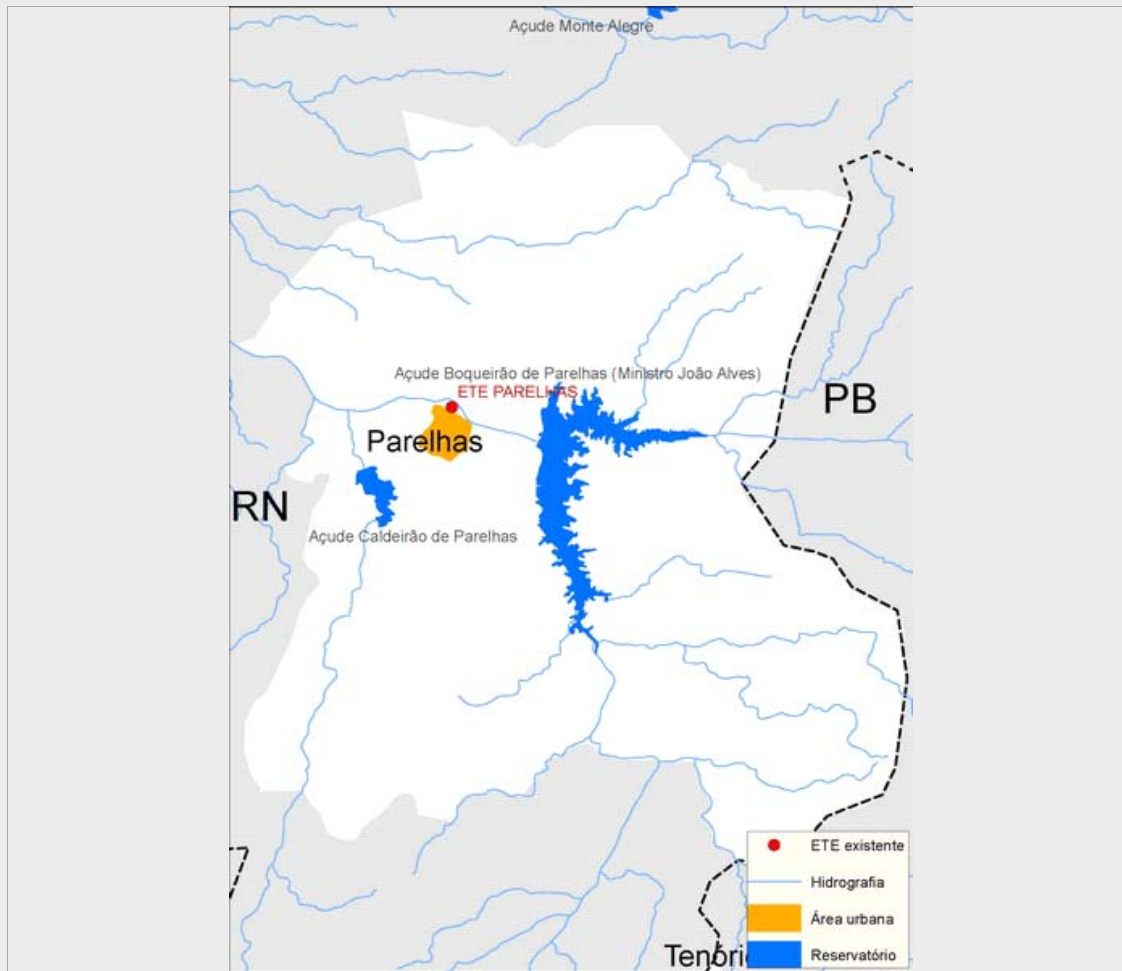 Açude Monte Alegre
Açude Boqueirão de Parelhas (Ministro João Alves)
ETE PARELHAS
PB
Parelhas
RN
Açude Caldeirão de Parelhas
ETE existente
Hidrografia
Área urbana
Reservatório
Tenóri